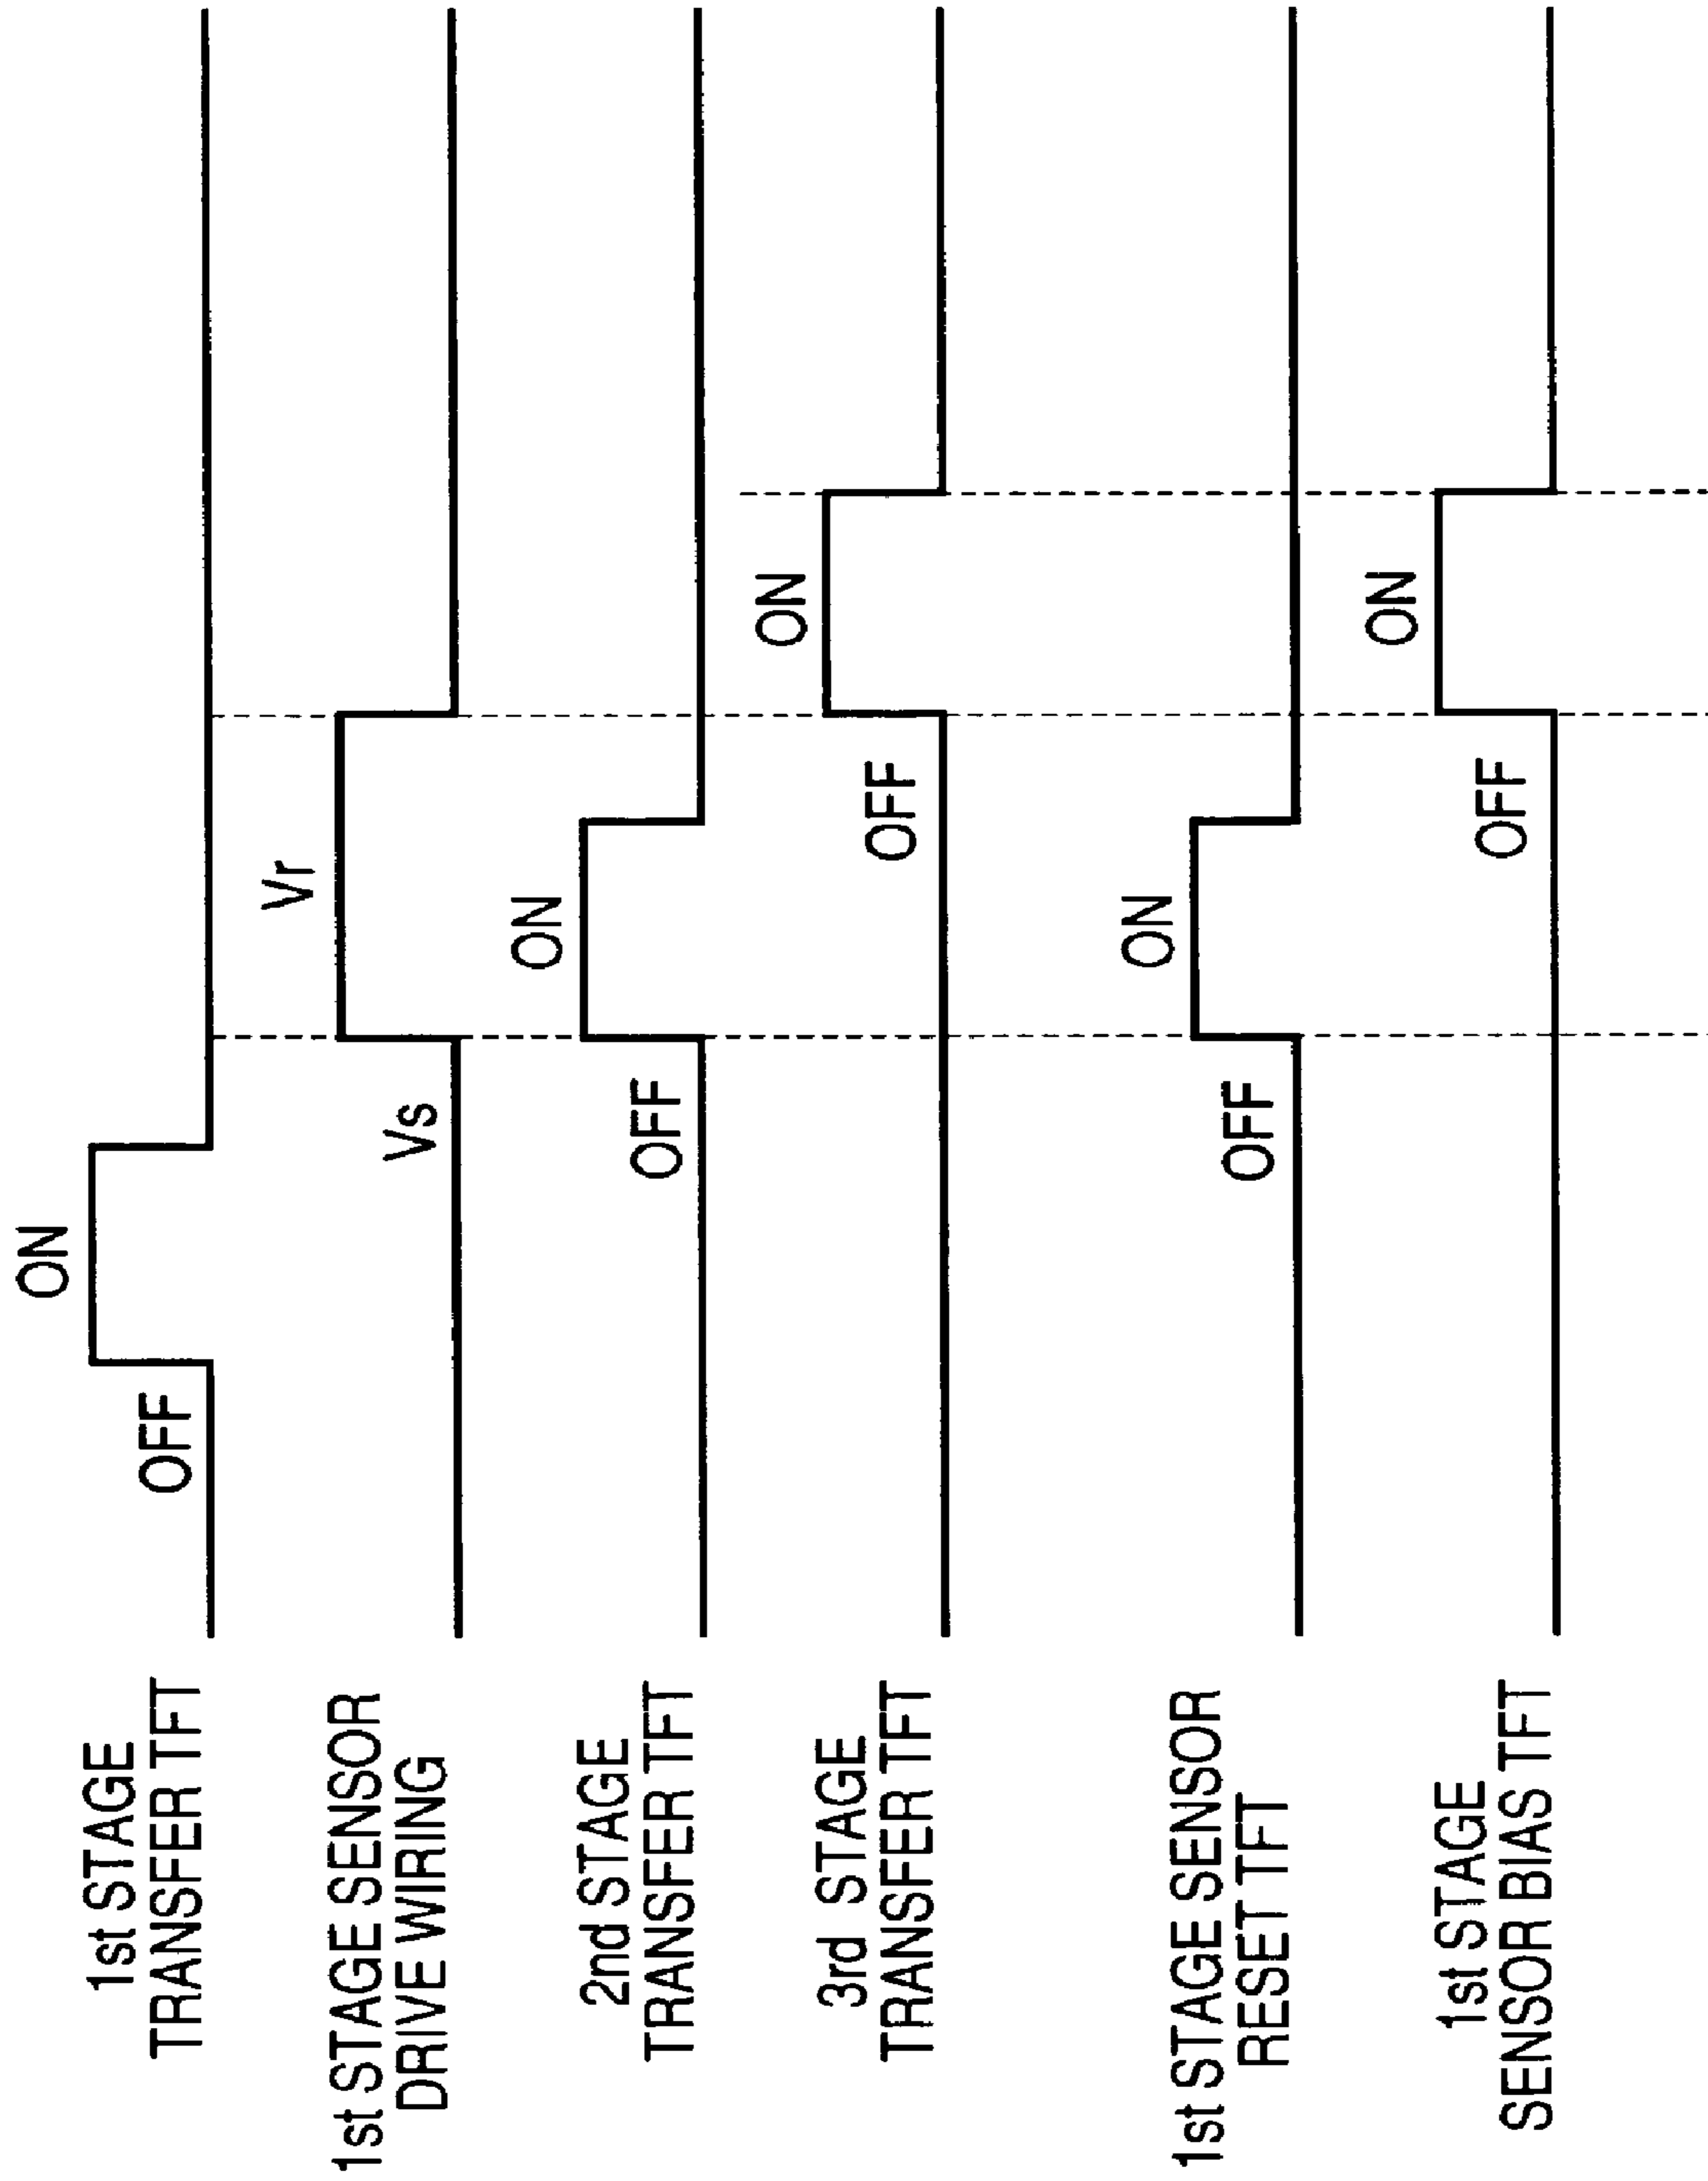 1st STAGE
TRANSFER TFT
OFF
ON
1st STAGE SENSOR
DRIVE WIRING
Vs
Vr
2nd STAGE
TRANSFER TFT
OFF
ON
3rd STAGE
TRANSFER TFT
OFF
ON
1st STAGE SENSOR
RESET TFT
OFF
ON
1st STAGE
SENSOR BIAS TFT
OFF
ON